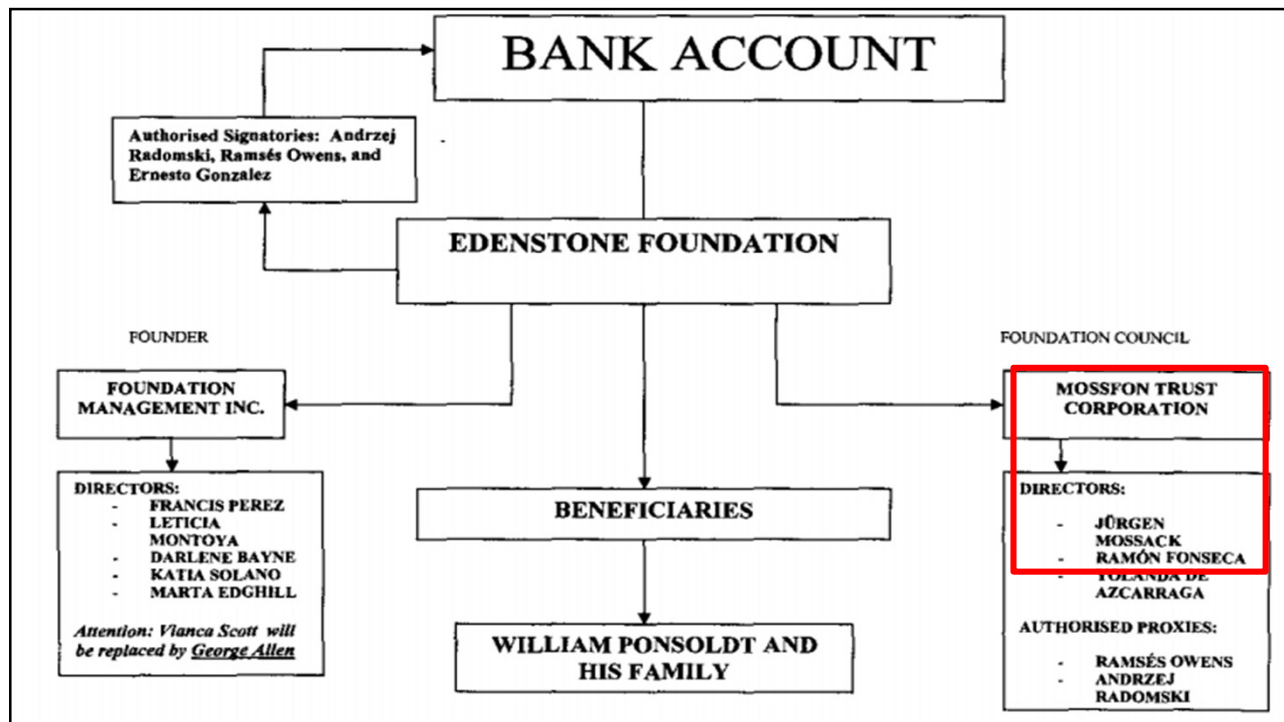 BANK ACCOUNT
Authorised Signatories: Andrzej
Radomski, Ramsés Owens, and
Ernesto Gonzalez
EDENSTONE FOUNDATION
FOUNDER
FOUNDATION
MANAGEMENT INC.
DIRECTORS:
- FRANCIS PEREZ
- LETICIA
MONTOYA
- DARLENE BAYNE
- KATIA SOLANO
- MARTA EDGHILL
Attention: Vianca Scott will
be replaced by George Allen
BENEFICIARIES
WILLIAM PONSOLDT AND
HIS FAMILY
FOUNDATION COUNCIL
MOSSFON TRUST
CORPORATION
DIRECTORS:
- JÜRGEN
MOSSACK
- RAMÓN FONSECA
- YOLANDA DE
AZCARRAGA
AUTHORISED PROXIES:
- RAMSÉS OWENS
- ANDRZEJ
RADOMSKI